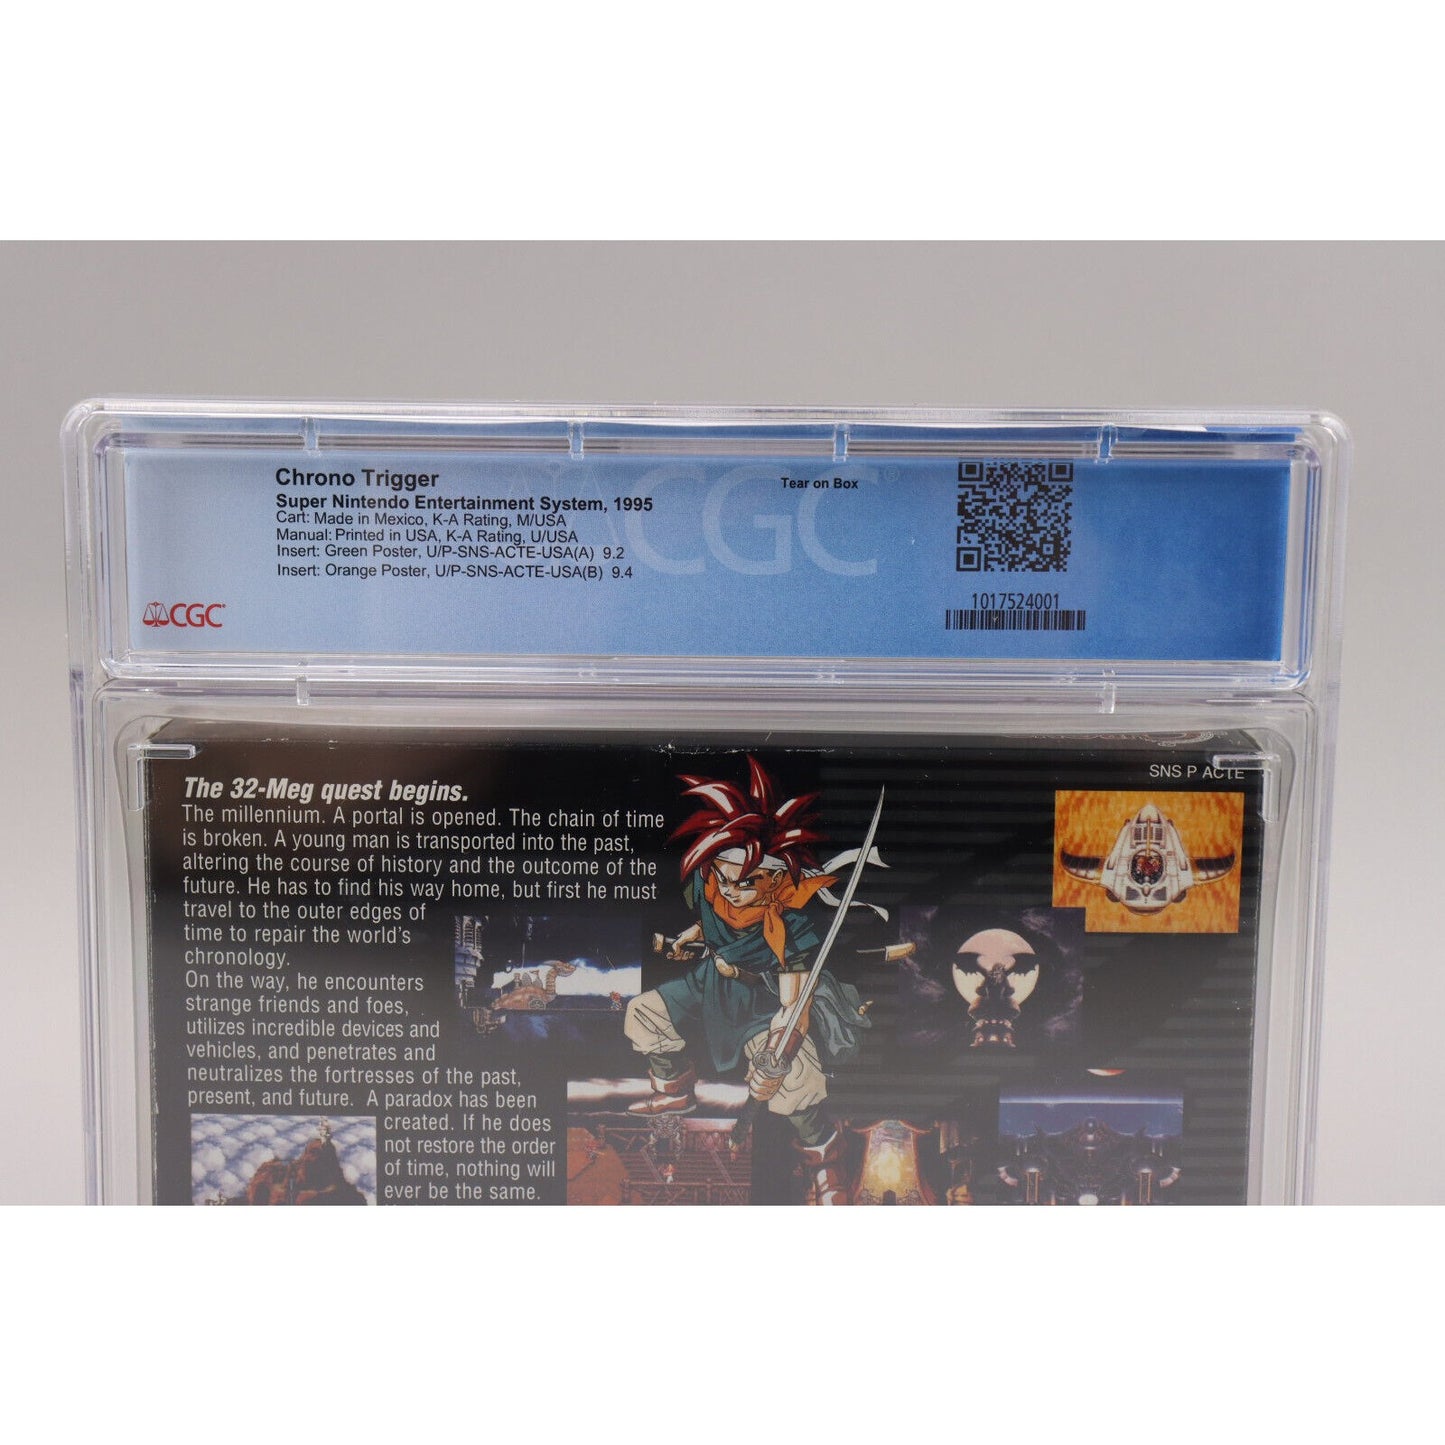 Chrono Trigger
Super Nintendo Entertainment System, 1995
Cart: Made in Mexico, K-A Rating, M/USA
Manual: Printed in USA, K-A Rating, U/USA
Insert: Green Poster, U/P-SNS-ACTE-USA(A) 9.2
Insert: Orange Poster, U/P-SNS-ACTE-USA(B) 9.4
Tear on Box
CGC®
1017524001
CGC®
SNS P ACTE
The 32-Meg quest begins.
The millennium. A portal is opened. The chain of time
is broken. A young man is transported into the past,
altering the course of history and the outcome of the
future. He has to find his way home, but first he must
travel to the outer edges of
time to repair the world's
chronology.
On the way, he encounters
strange friends and foes,
utilizes incredible devices and
vehicles, and penetrates and
neutralizes the fortresses of the past,
present, and future. A paradox has been
created. If he does
not restore the order
of time, nothing will
ever be the same.